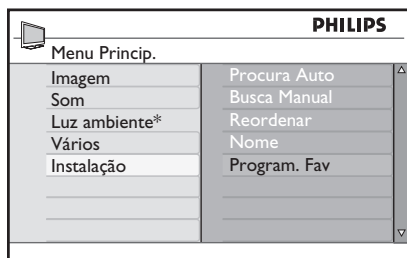 PHILIPS
Menu Princip.
Imagem
Som
Luz ambiente*
Vários
Instalação
Procura Auto
Busca Manual
Reordenar
Nome
Program. Fav